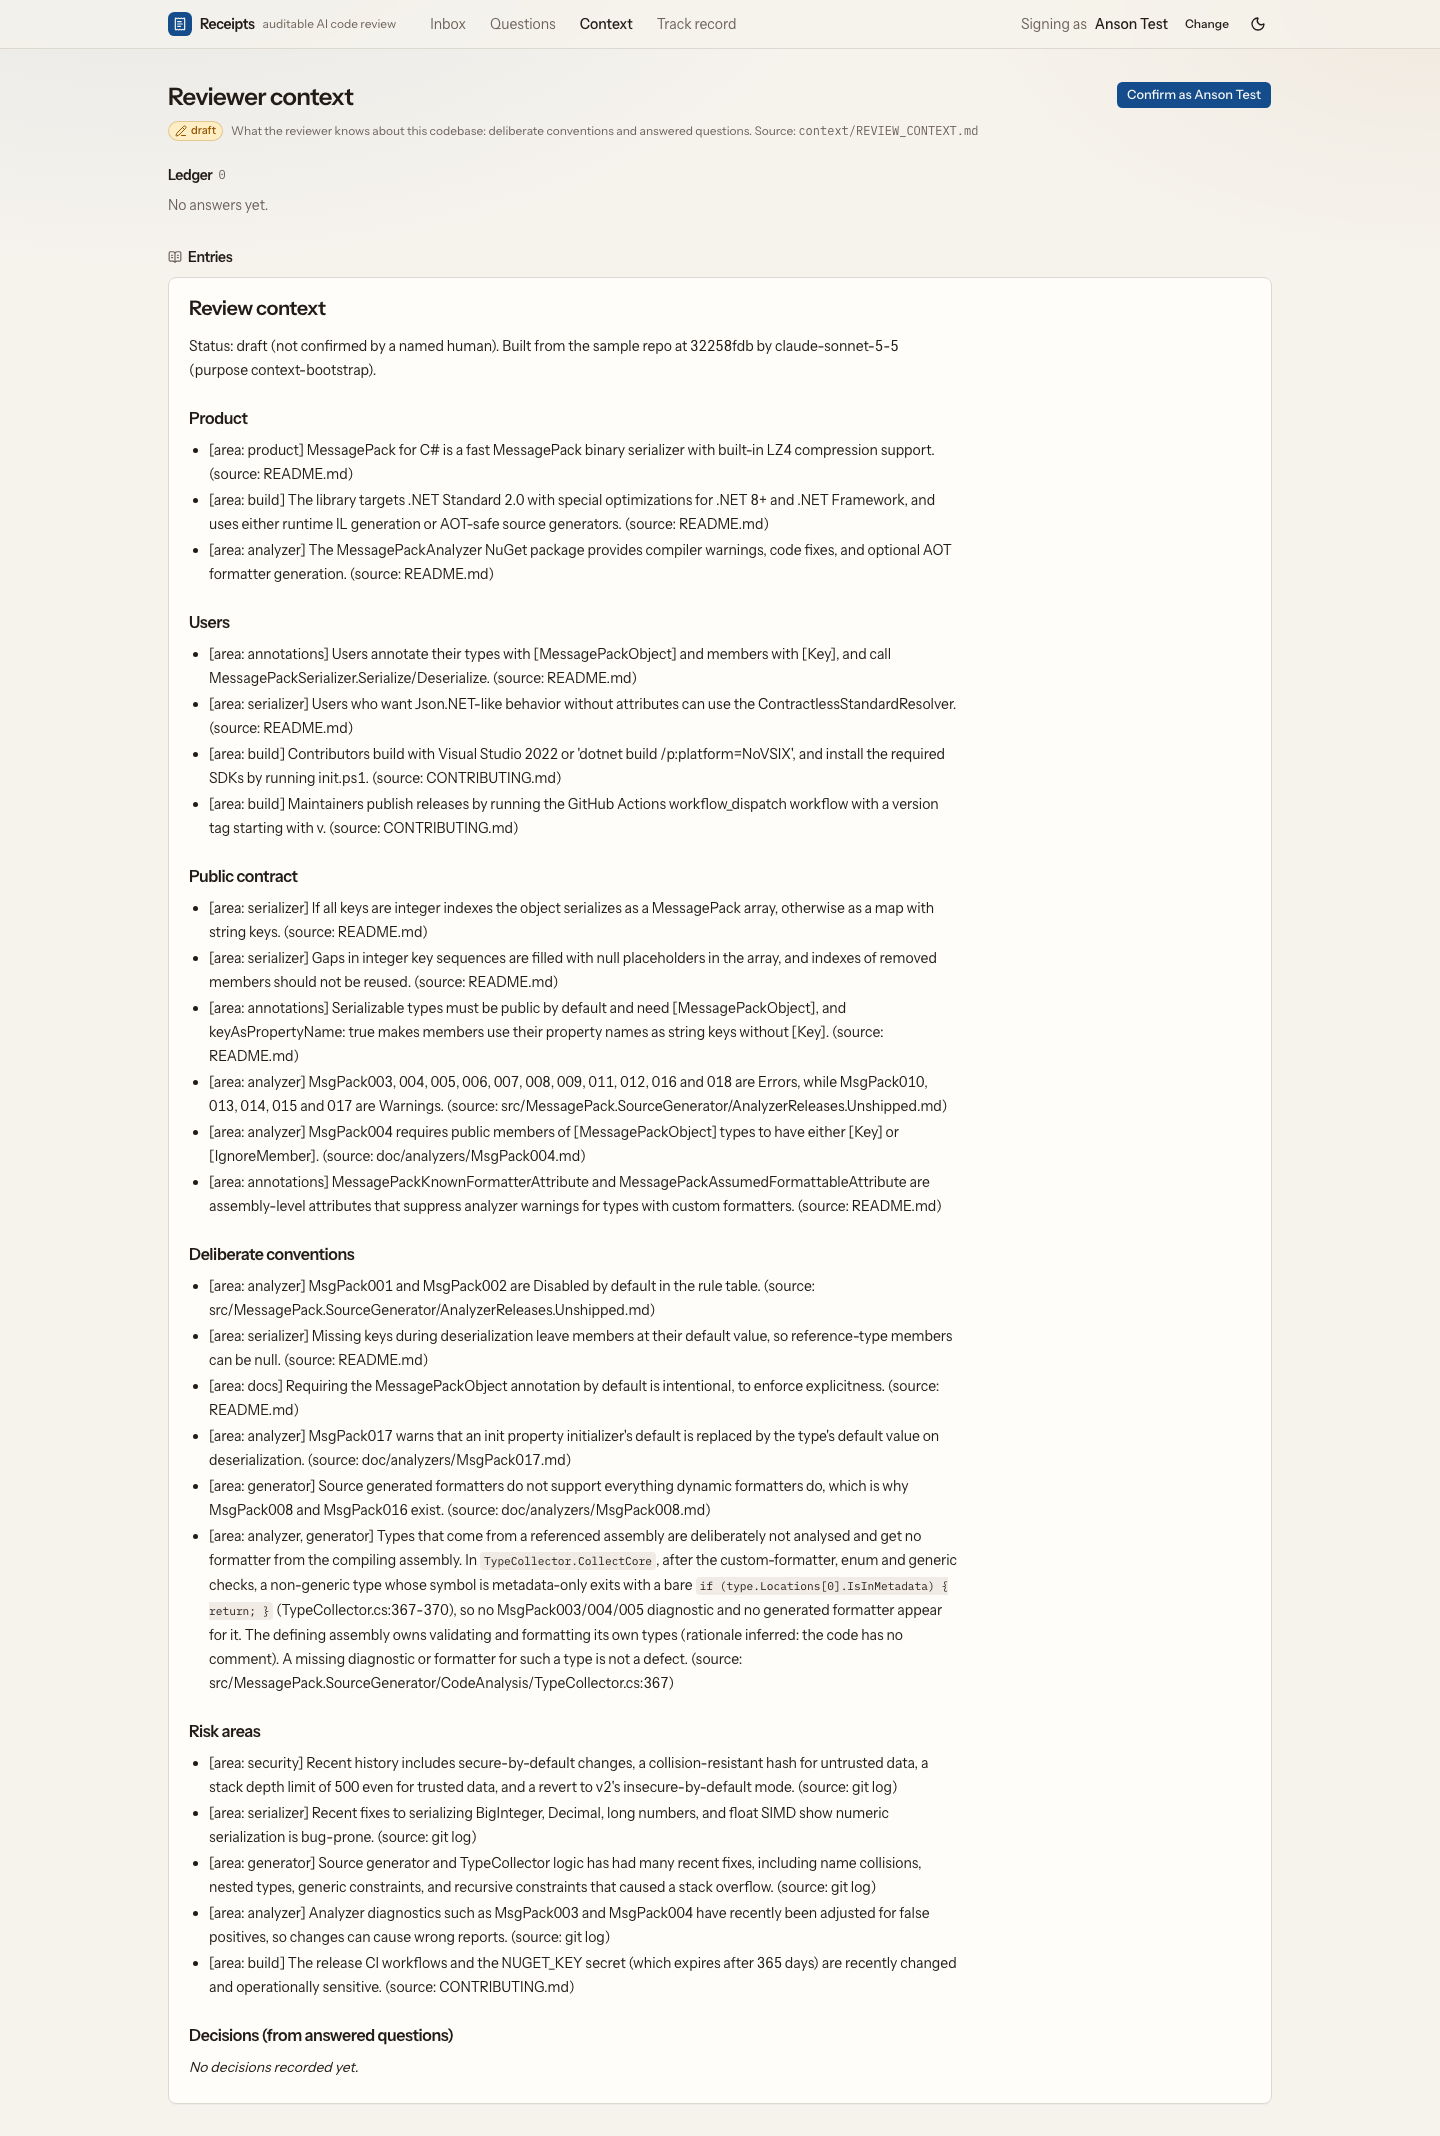 Receipts auditable AI code review Inbox Questions Context Track record Signing as Anson Test Change
Reviewer context
Confirm as Anson Test
draft What the reviewer knows about this codebase: deliberate conventions and answered questions. Source: context/REVIEW_CONTEXT.md
Ledger 0
No answers yet.
Entries
Review context
Status: draft (not confirmed by a named human). Built from the sample repo at 32258fdb by claude-sonnet-5-5
(purpose context-bootstrap).
Product
• [area: product] MessagePack for C# is a fast MessagePack binary serializer with built-in LZ4 compression support.
(source: README.md)
• [area: build] The library targets .NET Standard 2.0 with special optimizations for .NET 8+ and .NET Framework, and
uses either runtime IL generation or AOT-safe source generators. (source: README.md)
• [area: analyzer] The MessagePackAnalyzer NuGet package provides compiler warnings, code fixes, and optional AOT
formatter generation. (source: README.md)
Users
• [area: annotations] Users annotate their types with [MessagePackObject] and members with [Key], and call
MessagePackSerializer.Serialize/Deserialize. (source: README.md)
• [area: serializer] Users who want Json.NET-like behavior without attributes can use the ContractlessStandardResolver.
(source: README.md)
• [area: build] Contributors build with Visual Studio 2022 or 'dotnet build /p:platform=NoVSIX', and install the required
SDKs by running init.ps1. (source: CONTRIBUTING.md)
• [area: build] Maintainers publish releases by running the GitHub Actions workflow_dispatch workflow with a version
tag starting with v. (source: CONTRIBUTING.md)
Public contract
• [area: serializer] If all keys are integer indexes the object serializes as a MessagePack array, otherwise as a map with
string keys. (source: README.md)
• [area: serializer] Gaps in integer key sequences are filled with null placeholders in the array, and indexes of removed
members should not be reused. (source: README.md)
• [area: annotations] Serializable types must be public by default and need [MessagePackObject], and
keyAsPropertyName: true makes members use their property names as string keys without [Key]. (source:
README.md)
• [area: analyzer] MsgPack003, 004, 005, 006, 007, 008, 009, 011, 012, 016 and 018 are Errors, while MsgPack010,
013, 014, 015 and 017 are Warnings. (source: src/MessagePack.SourceGenerator/AnalyzerReleases.Unshipped.md)
• [area: analyzer] MsgPack004 requires public members of [MessagePackObject] types to have either [Key] or
[IgnoreMember]. (source: doc/analyzers/MsgPack004.md)
• [area: annotations] MessagePackKnownFormatterAttribute and MessagePackAssumedFormattableAttribute are
assembly-level attributes that suppress analyzer warnings for types with custom formatters. (source: README.md)
Deliberate conventions
• [area: analyzer] MsgPack001 and MsgPack002 are Disabled by default in the rule table. (source:
src/MessagePack.SourceGenerator/AnalyzerReleases.Unshipped.md)
• [area: serializer] Missing keys during deserialization leave members at their default value, so reference-type members
can be null. (source: README.md)
• [area: docs] Requiring the MessagePackObject annotation by default is intentional, to enforce explicitness. (source:
README.md)
• [area: analyzer] MsgPack017 warns that an init property initializer's default is replaced by the type's default value on
deserialization. (source: doc/analyzers/MsgPack017.md)
• [area: generator] Source generated formatters do not support everything dynamic formatters do, which is why
MsgPack008 and MsgPack016 exist. (source: doc/analyzers/MsgPack008.md)
• [area: analyzer, generator] Types that come from a referenced assembly are deliberately not analysed and get no
formatter from the compiling assembly. In TypeCollector.CollectCore, after the custom-formatter, enum and generic
checks, a non-generic type whose symbol is metadata-only exits with a bare if (type.Locations[0].IsInMetadata) {
return; } (TypeCollector.cs:367-370), so no MsgPack003/004/005 diagnostic and no generated formatter appear
for it. The defining assembly owns validating and formatting its own types (rationale inferred: the code has no
comment). A missing diagnostic or formatter for such a type is not a defect. (source:
src/MessagePack.SourceGenerator/CodeAnalysis/TypeCollector.cs:367)
Risk areas
• [area: security] Recent history includes secure-by-default changes, a collision-resistant hash for untrusted data, a
stack depth limit of 500 even for trusted data, and a revert to v2's insecure-by-default mode. (source: git log)
• [area: serializer] Recent fixes to serializing BigInteger, Decimal, long numbers, and float SIMD show numeric
serialization is bug-prone. (source: git log)
• [area: generator] Source generator and TypeCollector logic has had many recent fixes, including name collisions,
nested types, generic constraints, and recursive constraints that caused a stack overflow. (source: git log)
• [area: analyzer] Analyzer diagnostics such as MsgPack003 and MsgPack004 have recently been adjusted for false
positives, so changes can cause wrong reports. (source: git log)
• [area: build] The release CI workflows and the NUGET_KEY secret (which expires after 365 days) are recently changed
and operationally sensitive. (source: CONTRIBUTING.md)
Decisions (from answered questions)
No decisions recorded yet.